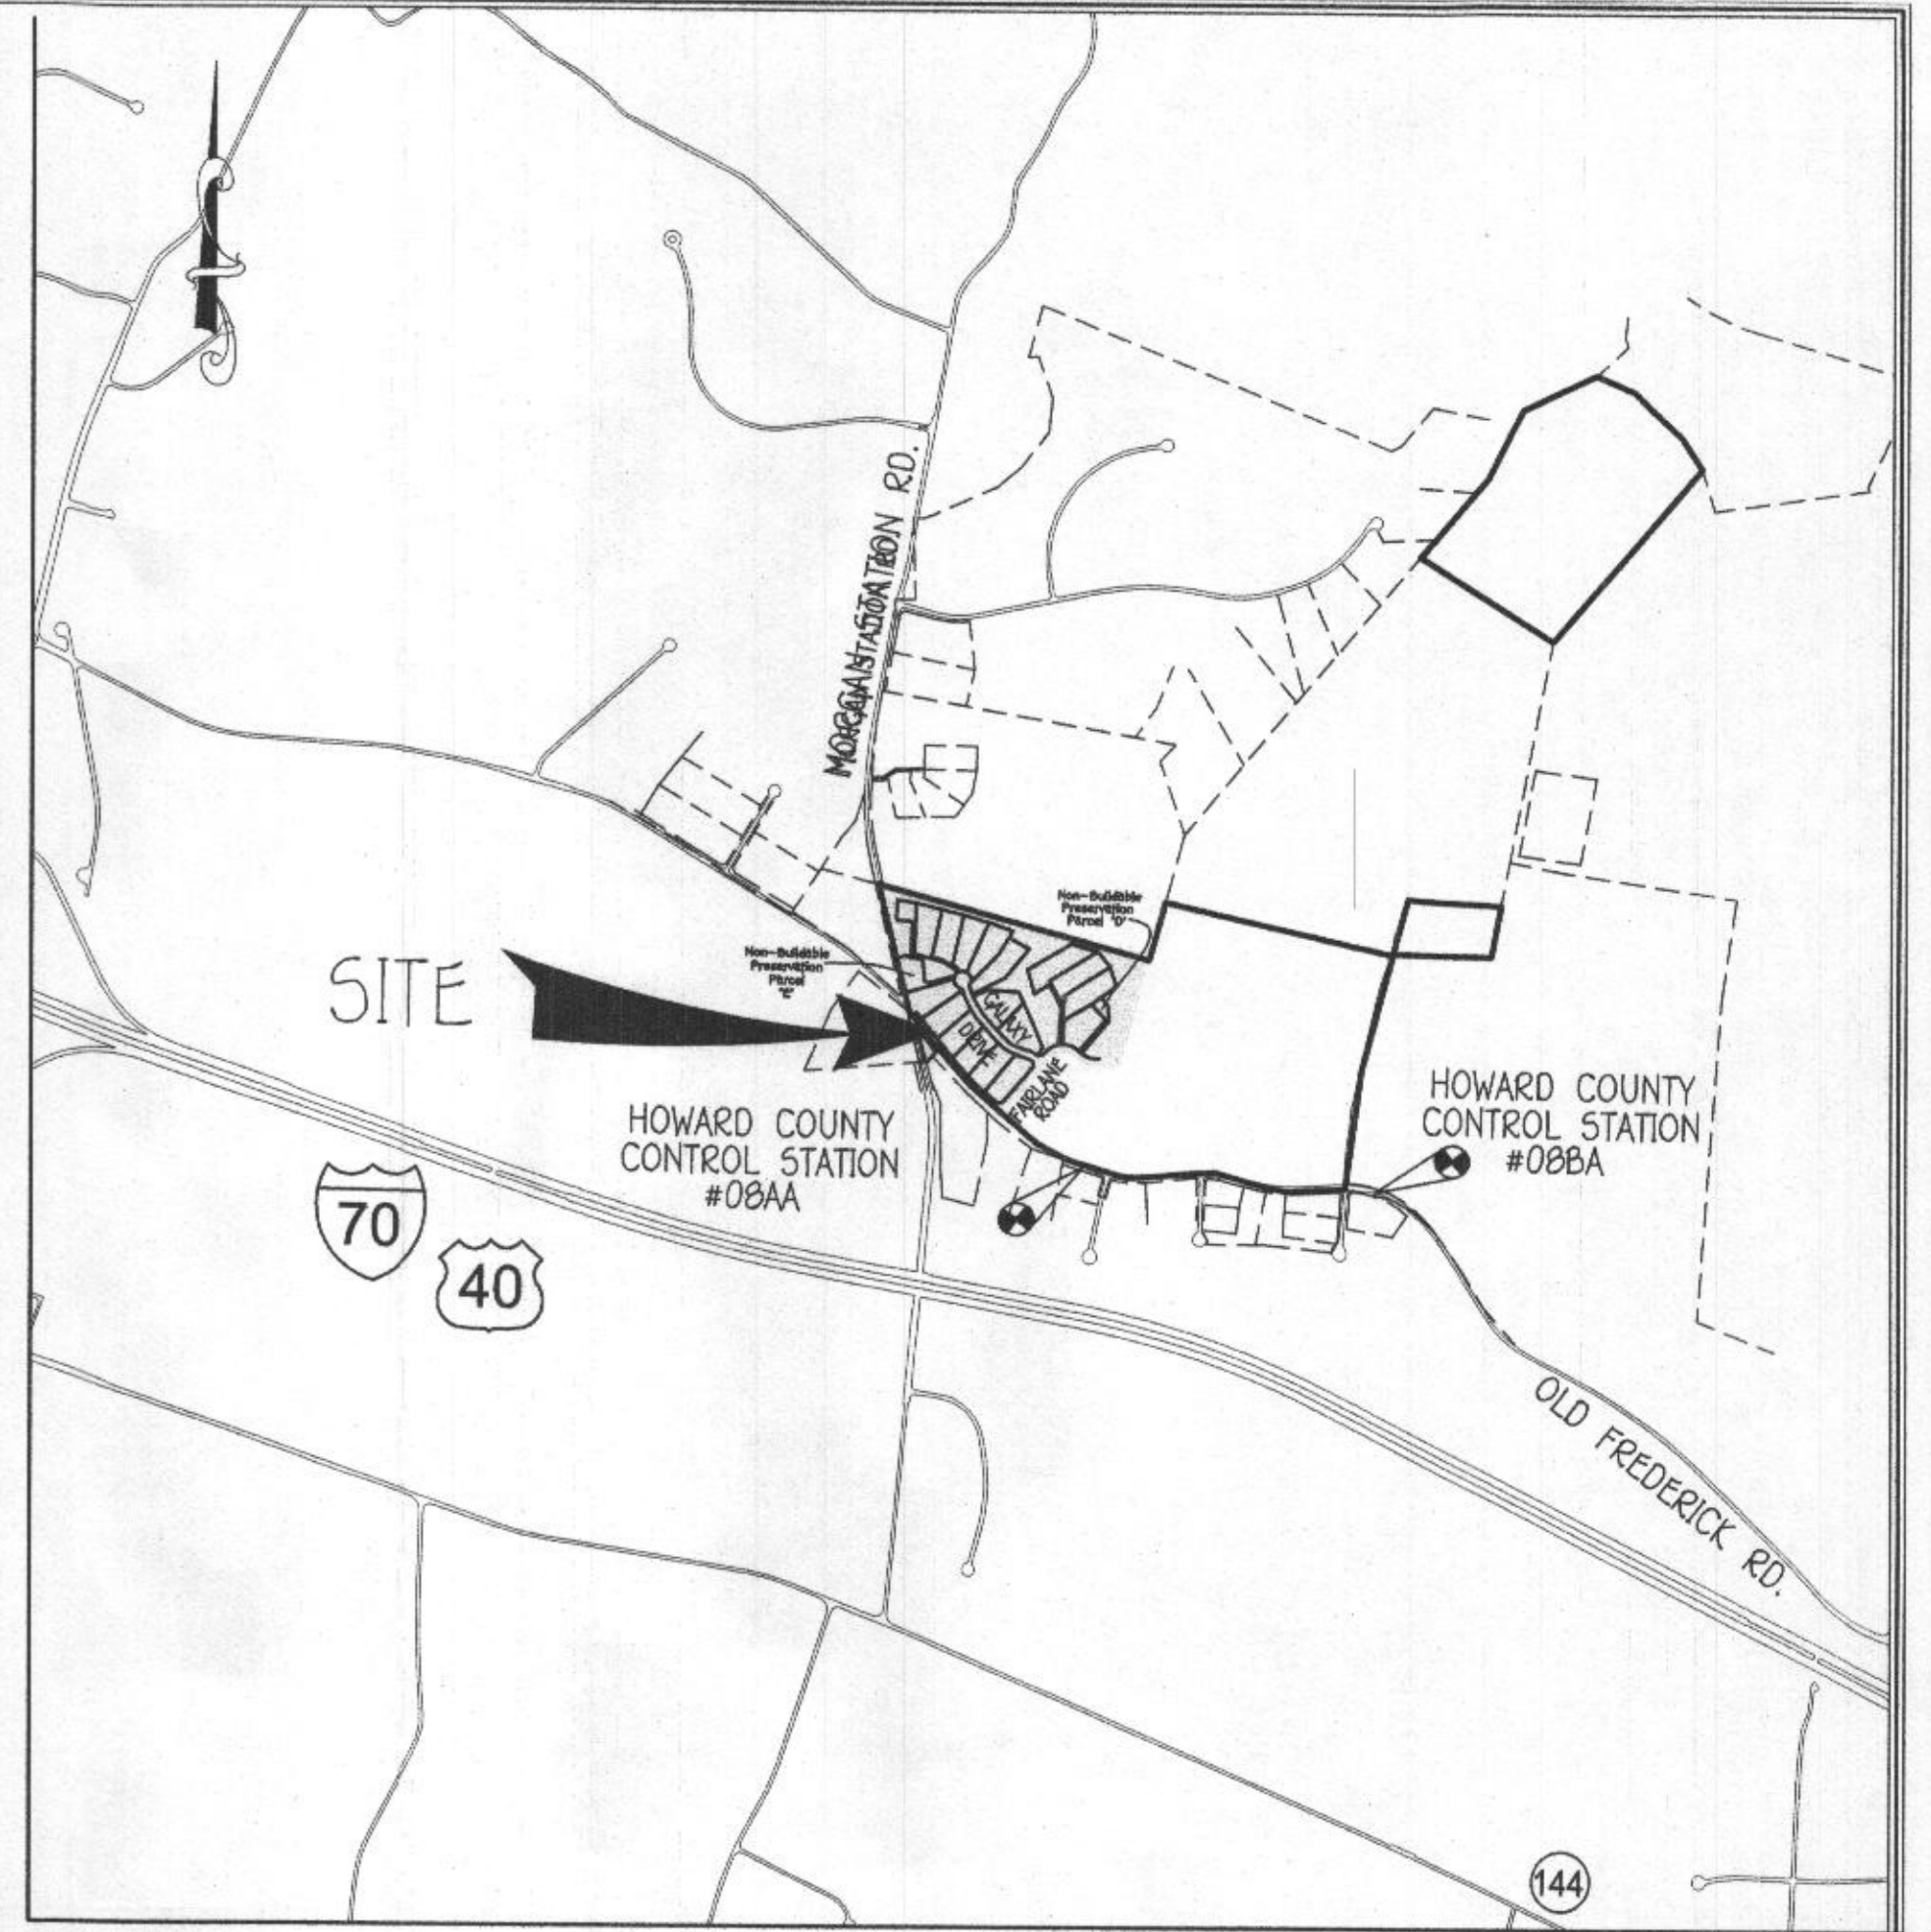 MORGAN STATION RD.
Non-Buildable
Preservation
Parcel 'D'
Non-Buildable
Preservation
Parcel
'E'
SITE
GALAXY
DRIVE
FAIRLANE
ROAD
HOWARD COUNTY
CONTROL STATION
#08AA
HOWARD COUNTY
CONTROL STATION
#08BA
70
40
OLD FREDERICK RD.
144